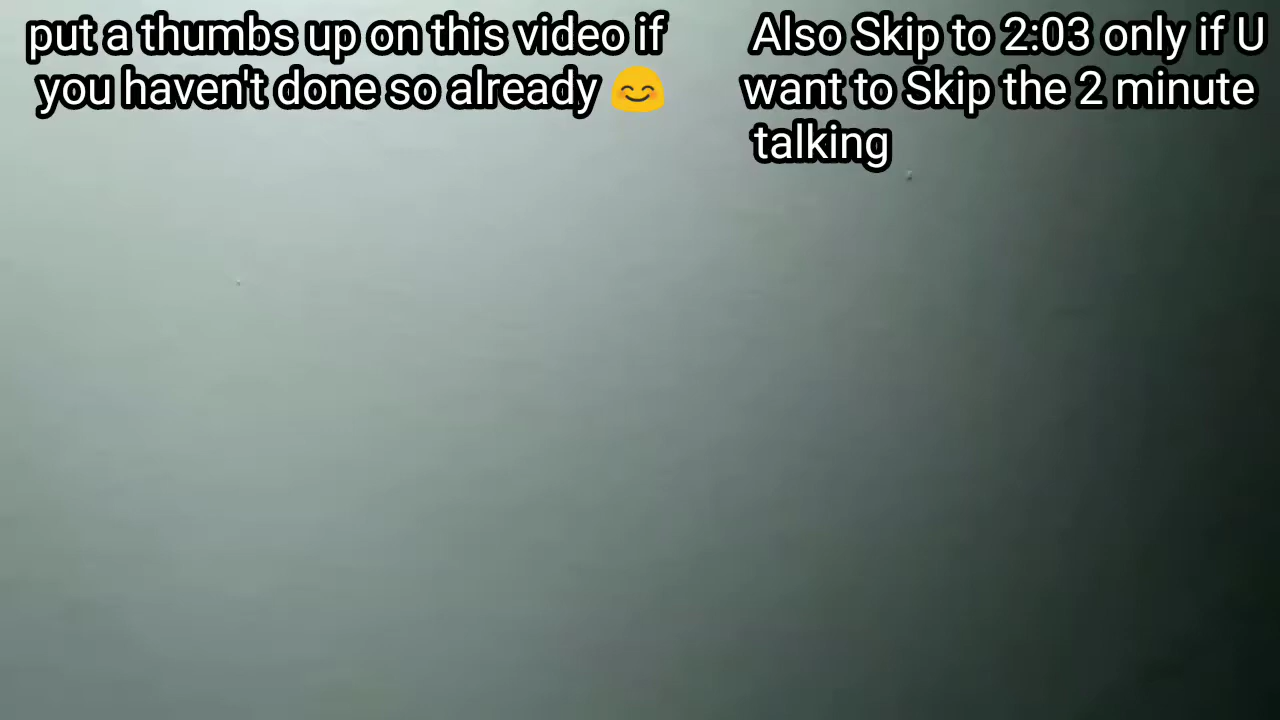 put a thumbs up on this video if
you haven't done so already 😊
Also Skip to 2:03 only if U
want to Skip the 2 minute
talking